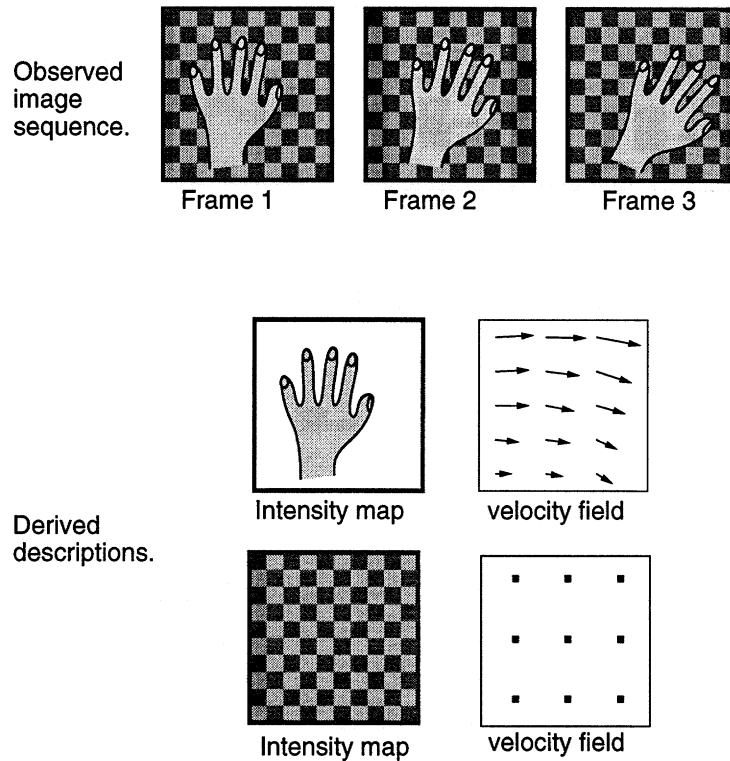 Observed
image
sequence.
Frame 1
Frame 2
Frame 3
Intensity map
velocity field
Derived
descriptions.
Intensity map
velocity field